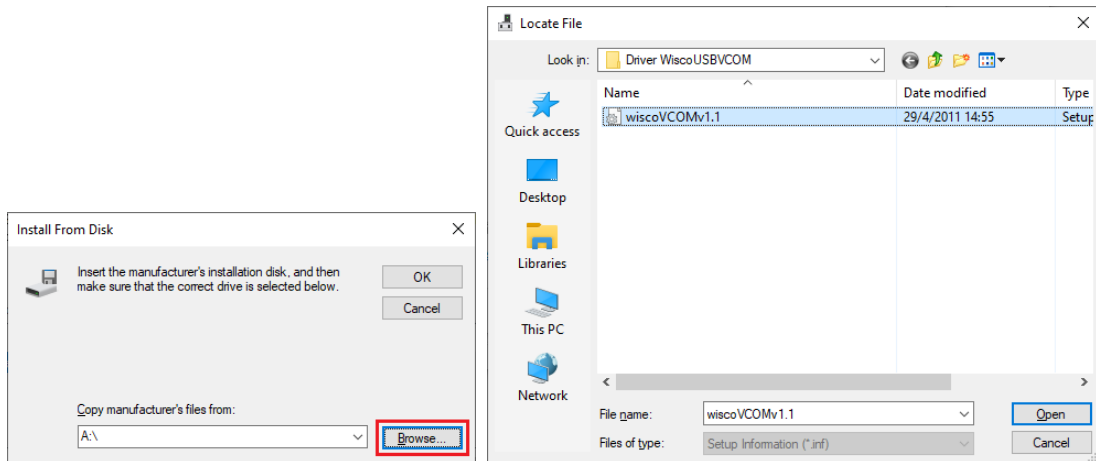 Install From Disk
Insert the manufacturer's installation disk, and then
make sure that the correct drive is selected below.
OK
Cancel
Copy manufacturer's files from:
A:\
Browse...
Locate File
Look in:
Driver WiscoUSBVCOM
Name
Date modified
Type
wiscoVCOMv1.1
29/4/2011 14:55
Setup
Quick access
Desktop
Libraries
This PC
Network
File name:
wiscoVCOMv1.1
Open
Files of type:
Setup Information (*.inf)
Cancel